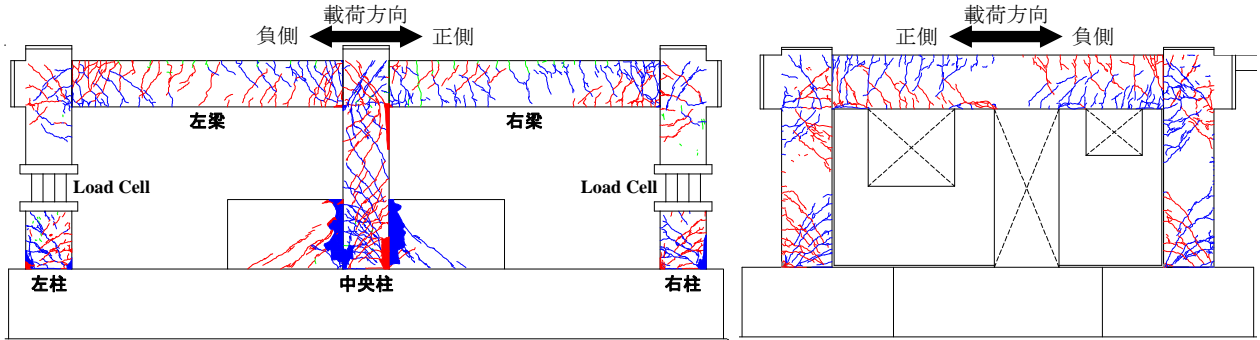 載荷方向
負側 正側
左梁
右梁
Load Cell
Load Cell
左柱
中央柱
右柱
載荷方向
正側 負側